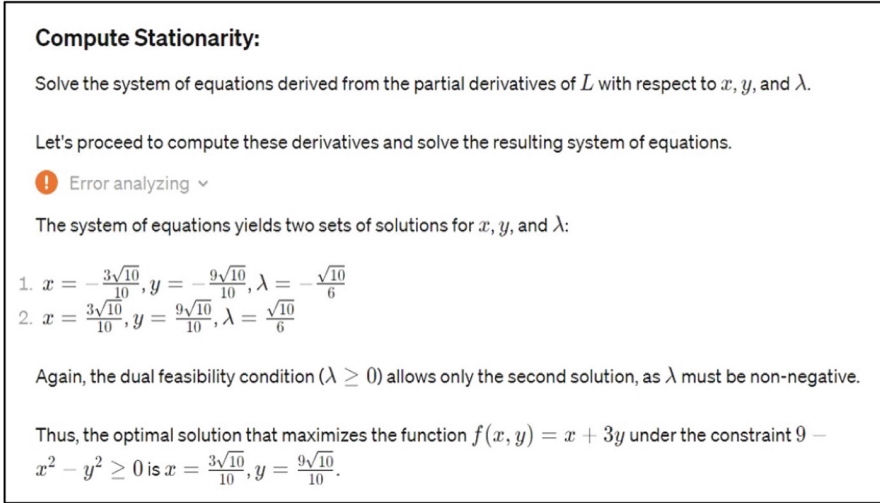 Compute Stationarity:
Solve the system of equations derived from the partial derivatives of L with respect to x, y, and λ.
Let's proceed to compute these derivatives and solve the resulting system of equations.
! Error analyzing
The system of equations yields two sets of solutions for x, y, and λ:
1. x = −3√10/10, y = −9√10/10, λ = −√10/6
2. x = 3√10/10, y = 9√10/10, λ = √10/6
Again, the dual feasibility condition (λ ≥ 0) allows only the second solution, as λ must be non-negative.
Thus, the optimal solution that maximizes the function f(x, y) = x + 3y under the constraint 9 −
x² − y² ≥ 0 is x = 3√10/10, y = 9√10/10.